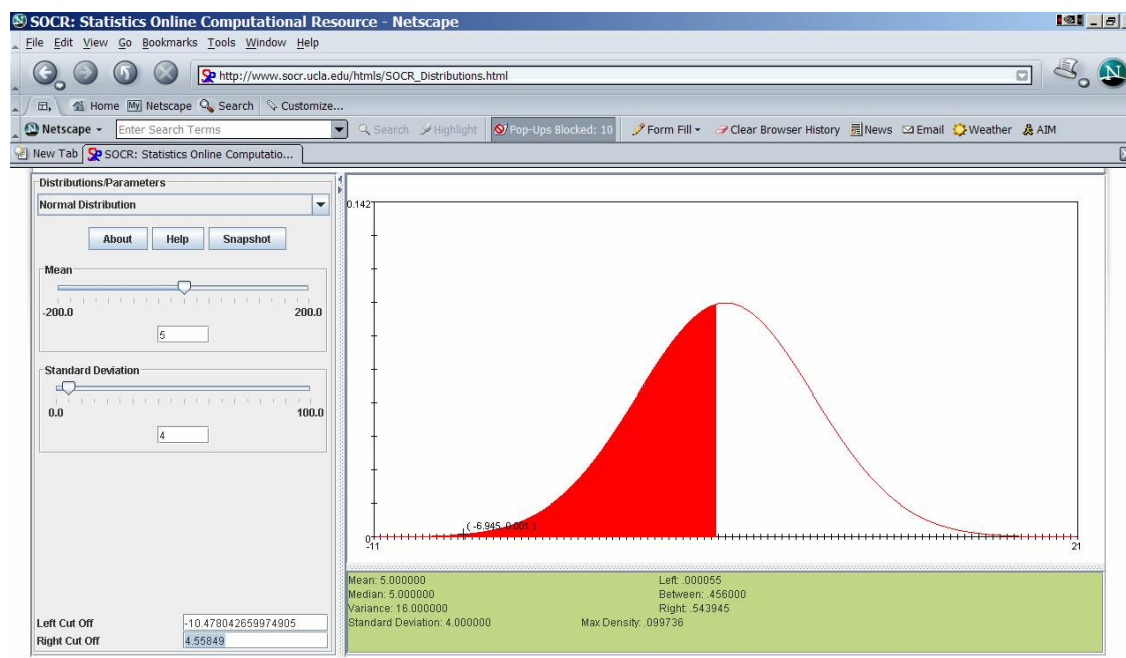 SOCR: Statistics Online Computational Resource - Netscape
File Edit View Go Bookmarks Tools Window Help
http://www.socr.ucla.edu/htmls/SOCR_Distributions.html
Home My Netscape Search Customize...
Netscape Enter Search Terms Search Highlight Pop-Ups Blocked: 10 Form Fill Clear Browser History News Email Weather AIM
New Tab SOCR: Statistics Online Computatio...
Distributions/Parameters
Normal Distribution
About Help Snapshot
Mean
-200.0 200.0
5
Standard Deviation
0.0 100.0
4
Left Cut Off -10.478042659974905
Right Cut Off 4.55849
0.142
( -6.945, 0.001 )
0
-11 21
Mean: 5.000000 Left: .000055
Median: 5.000000 Between: .456000
Variance: 16.000000 Right: .543945
Standard Deviation: 4.000000 Max Density: .099736